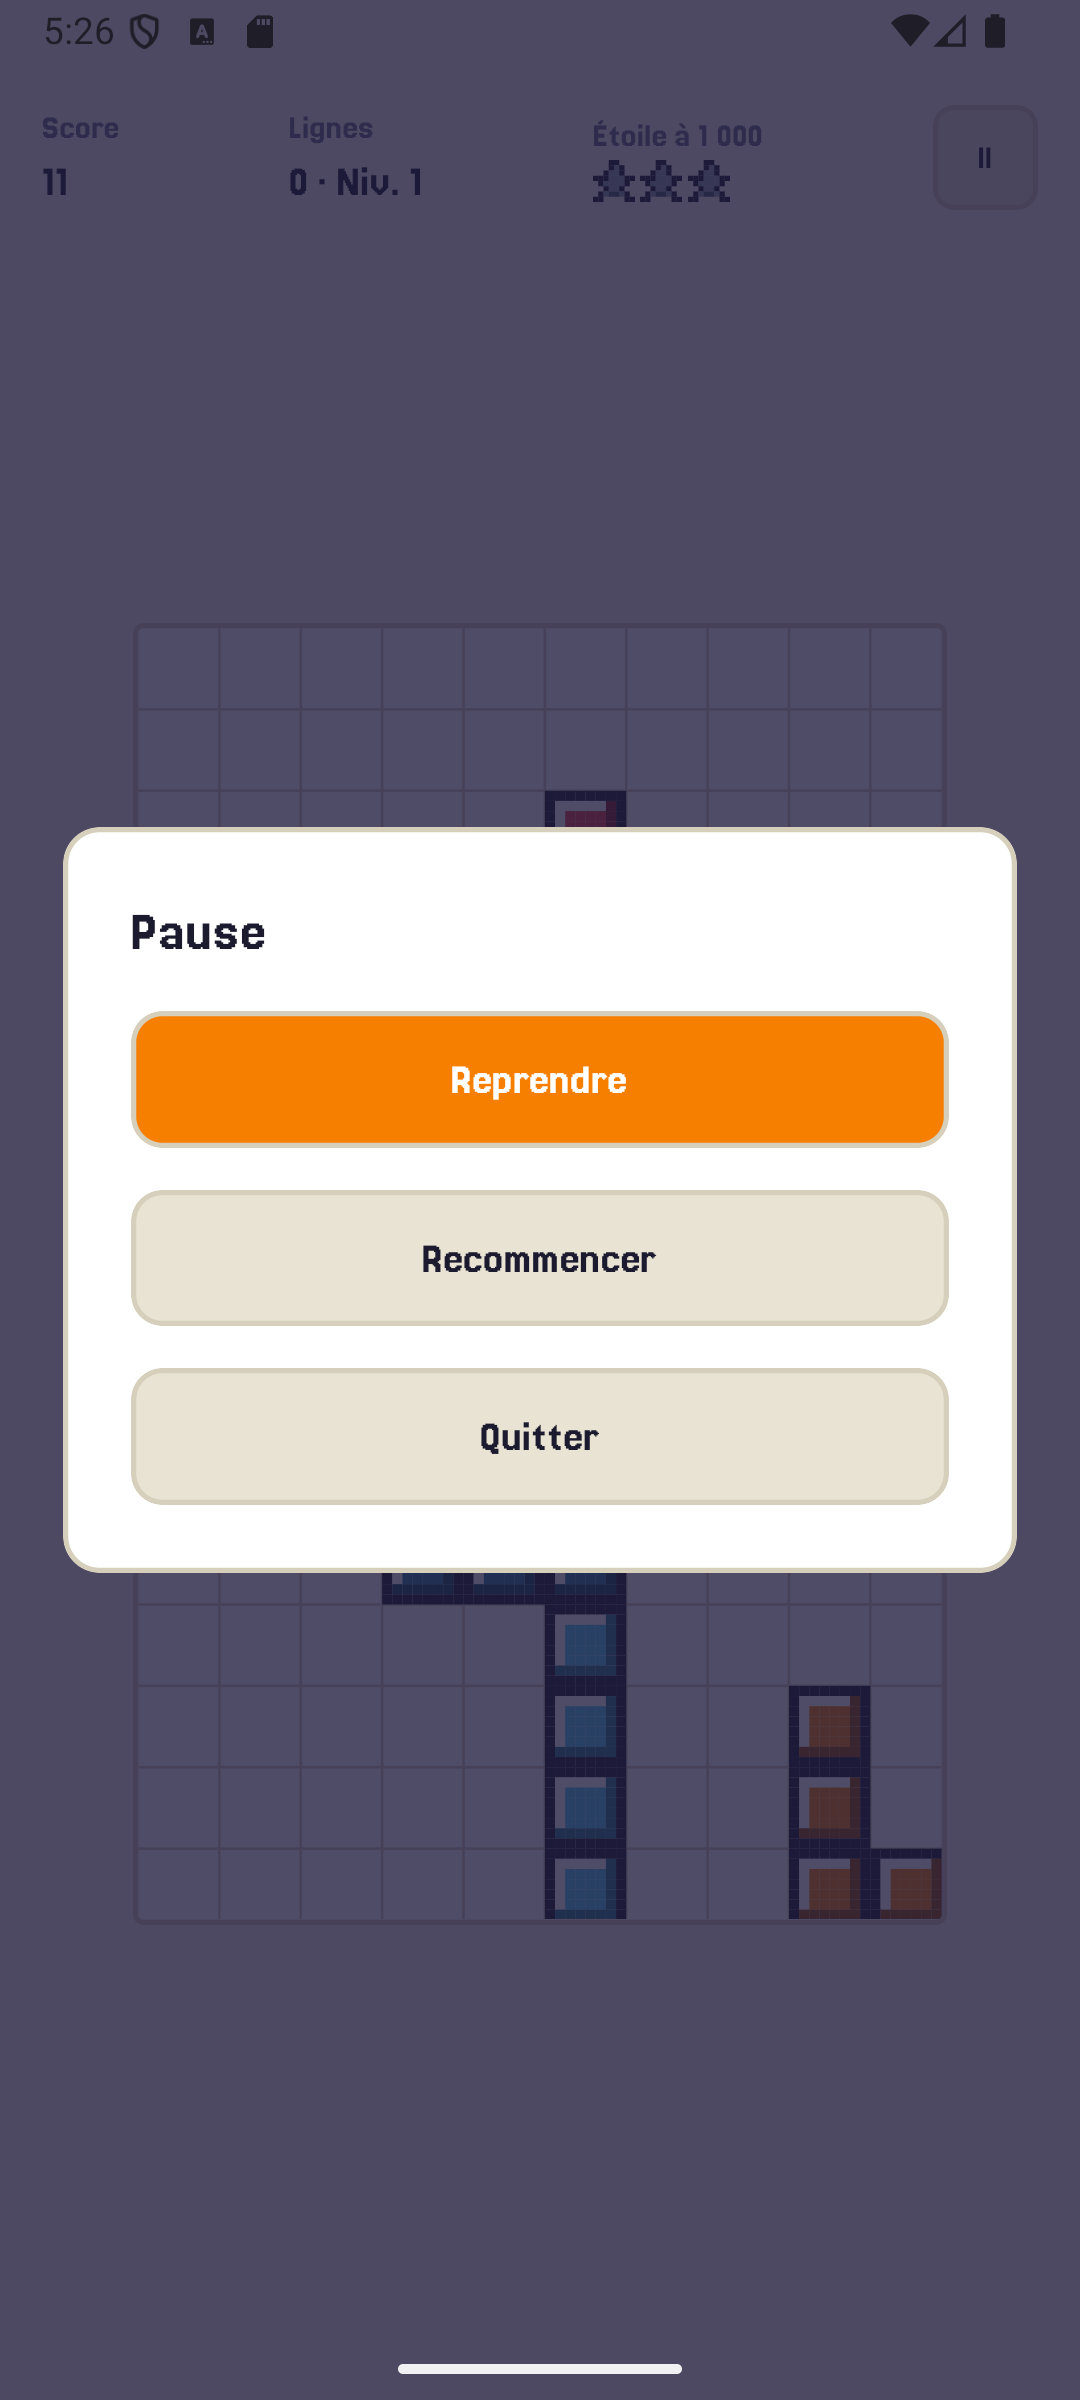 5:26
Score
Lignes
Étoile à 1 000
11
0 · Niv. 1
Pause
Reprendre
Recommencer
Quitter